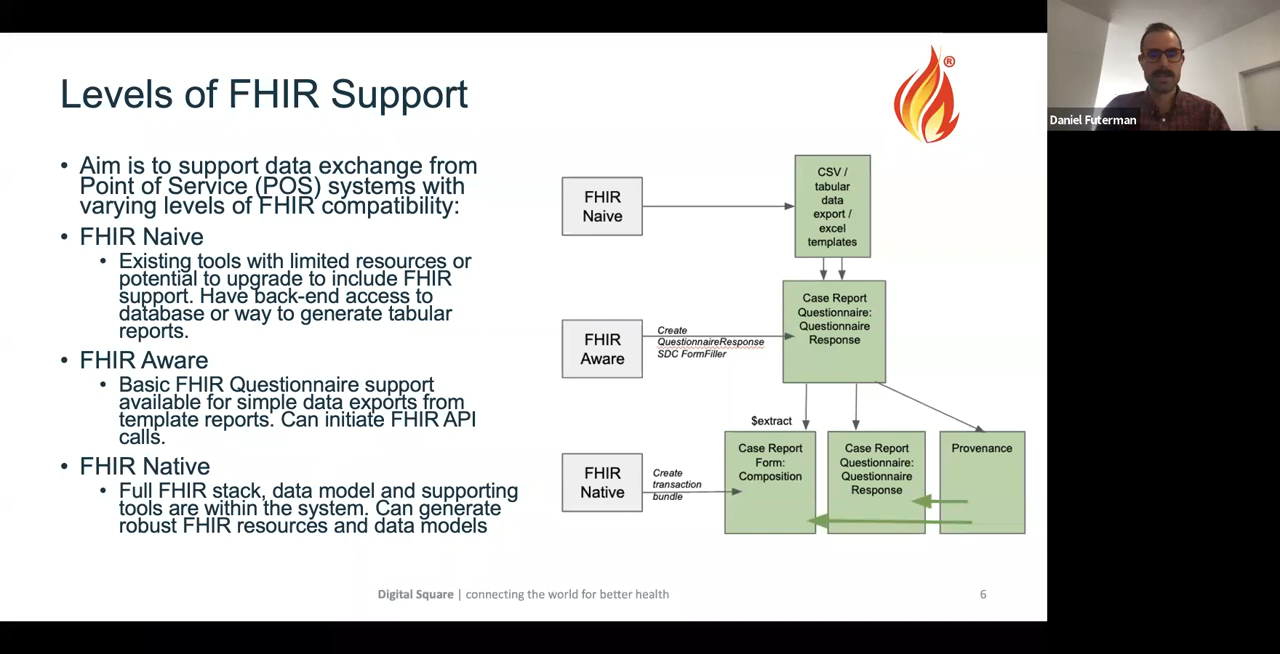 Levels of FHIR Support
®
Daniel Futerman
• Aim is to support data exchange from
Point of Service (POS) systems with
varying levels of FHIR compatibility:
• FHIR Naive
• Existing tools with limited resources or
potential to upgrade to include FHIR
support. Have back-end access to
database or way to generate tabular
reports.
• FHIR Aware
• Basic FHIR Questionnaire support
available for simple data exports from
template reports. Can initiate FHIR API
calls.
• FHIR Native
• Full FHIR stack, data model and supporting
tools are within the system. Can generate
robust FHIR resources and data models
FHIR
Naive
CSV /
tabular
data
export /
excel
templates
FHIR
Aware
Create
QuestionnaireResponse
SDC FormFiller
Case Report
Questionnaire:
Questionnaire
Response
$extract
FHIR
Native
Create
transaction
bundle
Case Report
Form:
Composition
Case Report
Questionnaire:
Questionnaire
Response
Provenance
Digital Square | connecting the world for better health
6